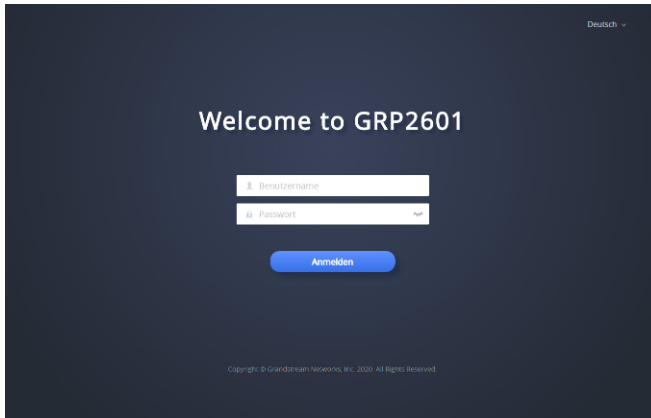 Deutsch
Welcome to GRP2601
Benutzername
Passwort
Anmelden
Copyright © Grandstream Networks, Inc. 2020. All Rights Reserved.